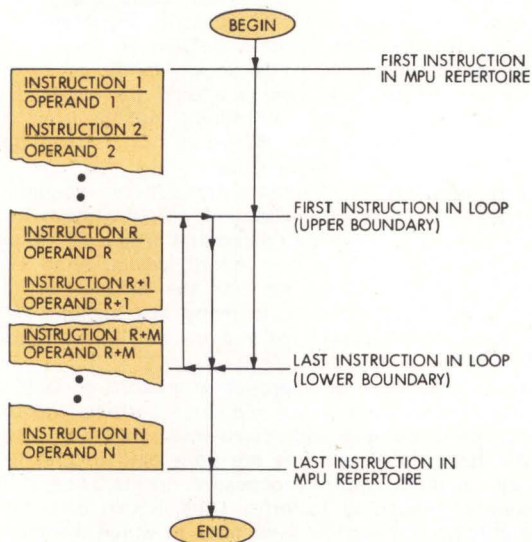 BEGIN
FIRST INSTRUCTION
IN MPU REPERTOIRE
INSTRUCTION 1
OPERAND 1
INSTRUCTION 2
OPERAND 2
FIRST INSTRUCTION IN LOOP
(UPPER BOUNDARY)
INSTRUCTION R
OPERAND R
INSTRUCTION R+1
OPERAND R+1
INSTRUCTION R+M
OPERAND R+M
LAST INSTRUCTION IN LOOP
(LOWER BOUNDARY)
INSTRUCTION N
OPERAND N
LAST INSTRUCTION IN
MPU REPERTOIRE
END